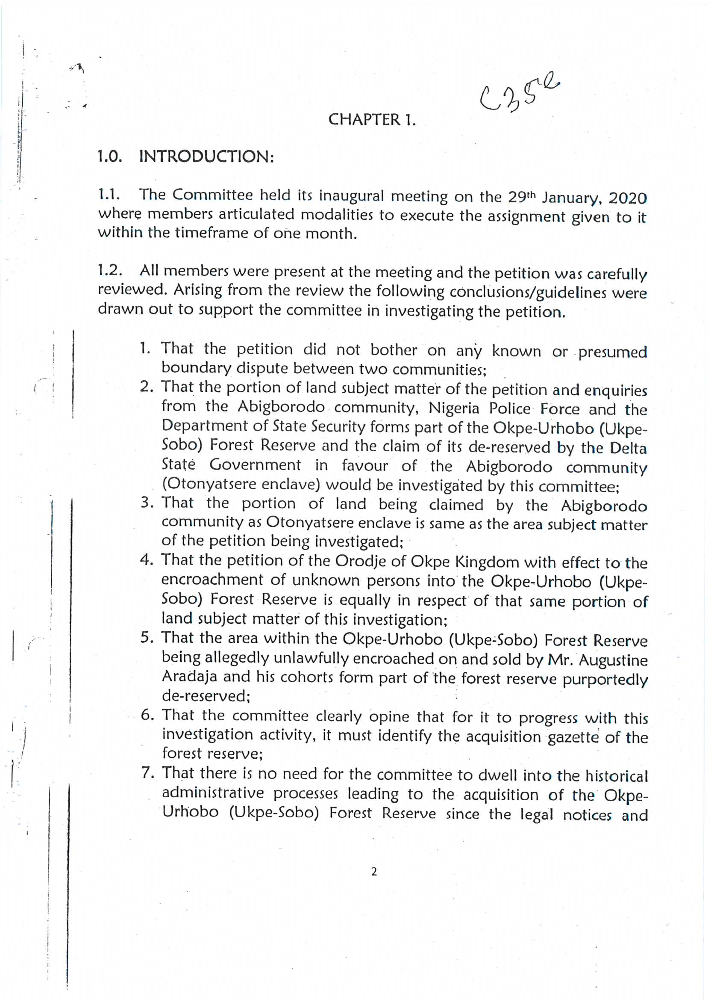 C35e
CHAPTER 1.
1.0. INTRODUCTION:
1.1. The Committee held its inaugural meeting on the 29th January, 2020
where members articulated modalities to execute the assignment given to it
within the timeframe of one month.
1.2. All members were present at the meeting and the petition was carefully
reviewed. Arising from the review the following conclusions/guidelines were
drawn out to support the committee in investigating the petition.
1. That the petition did not bother on any known or presumed
boundary dispute between two communities;
2. That the portion of land subject matter of the petition and enquiries
from the Abigborodo community, Nigeria Police Force and the
Department of State Security forms part of the Okpe-Urhobo (Ukpe-
Sobo) Forest Reserve and the claim of its de-reserved by the Delta
State Government in favour of the Abigborodo community
(Otonyatsere enclave) would be investigated by this committee;
3. That the portion of land being claimed by the Abigborodo
community as Otonyatsere enclave is same as the area subject matter
of the petition being investigated;
4. That the petition of the Orodje of Okpe Kingdom with effect to the
encroachment of unknown persons into the Okpe-Urhobo (Ukpe-
Sobo) Forest Reserve is equally in respect of that same portion of
land subject matter of this investigation;
5. That the area within the Okpe-Urhobo (Ukpe-Sobo) Forest Reserve
being allegedly unlawfully encroached on and sold by Mr. Augustine
Aradaja and his cohorts form part of the forest reserve purportedly
de-reserved;
6. That the committee clearly opine that for it to progress with this
investigation activity, it must identify the acquisition gazette of the
forest reserve;
7. That there is no need for the committee to dwell into the historical
administrative processes leading to the acquisition of the Okpe-
Urhobo (Ukpe-Sobo) Forest Reserve since the legal notices and
2